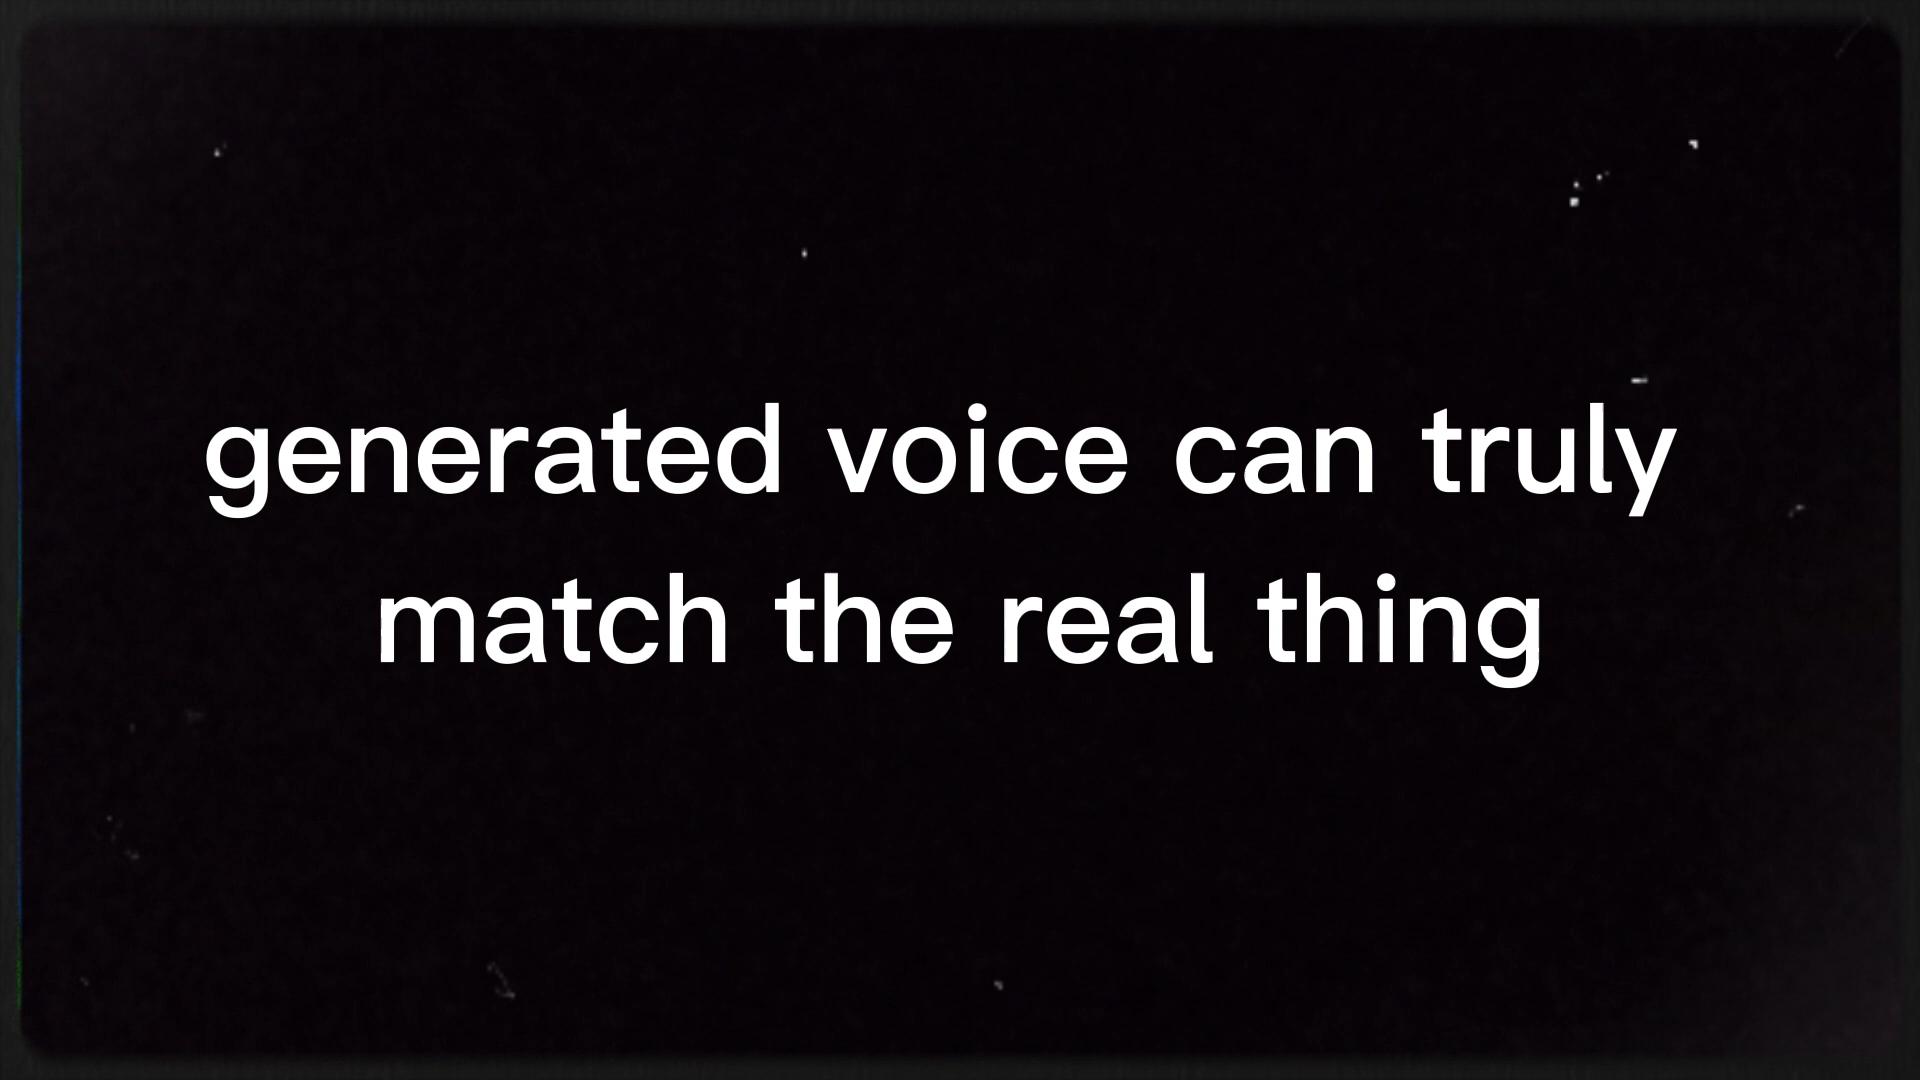 generated voice can truly
match the real thing